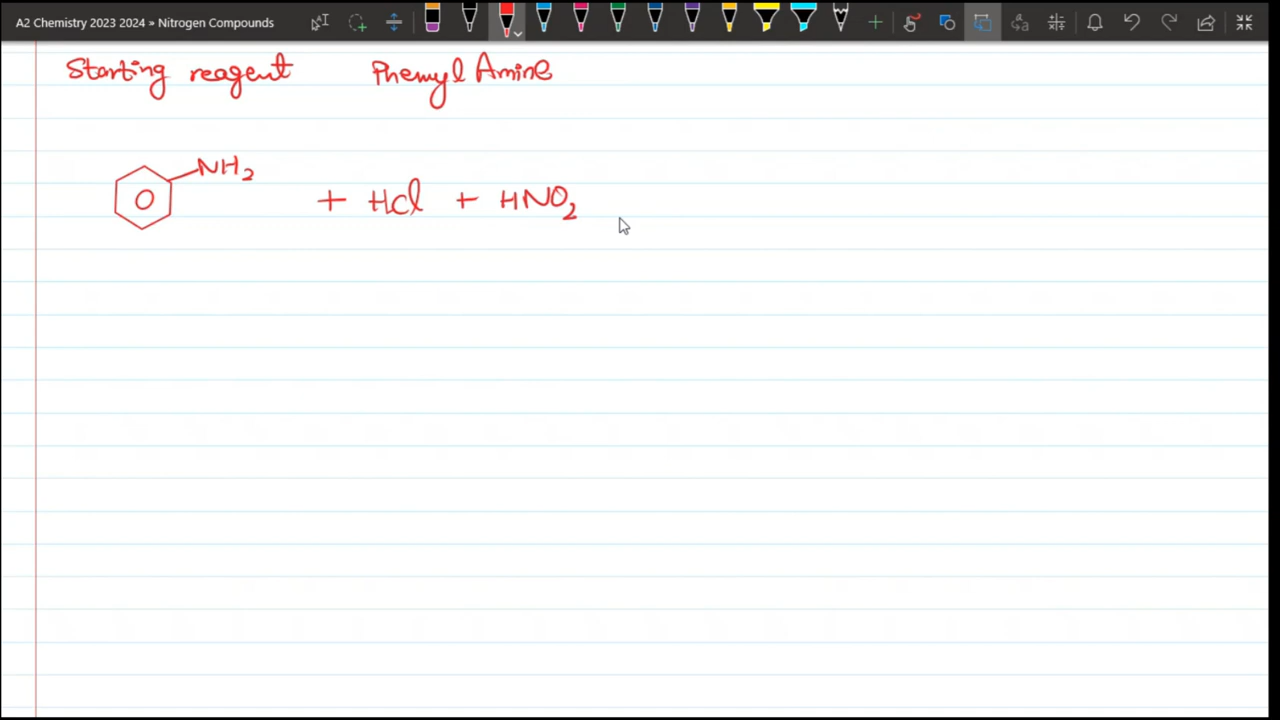 A2 Chemistry 2023 2024 » Nitrogen Compounds
Starting reagent Phenyl Amine
NH2 + HCl + HNO2